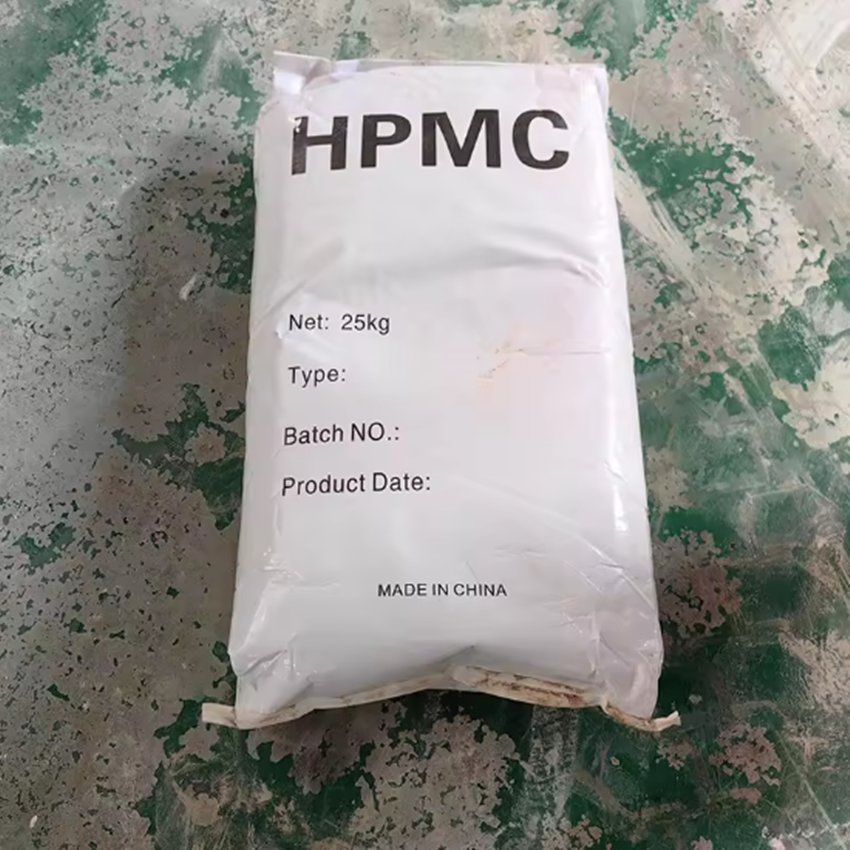 HPMC
Net: 25kg
Type:
Batch NO.:
Product Date:
MADE IN CHINA